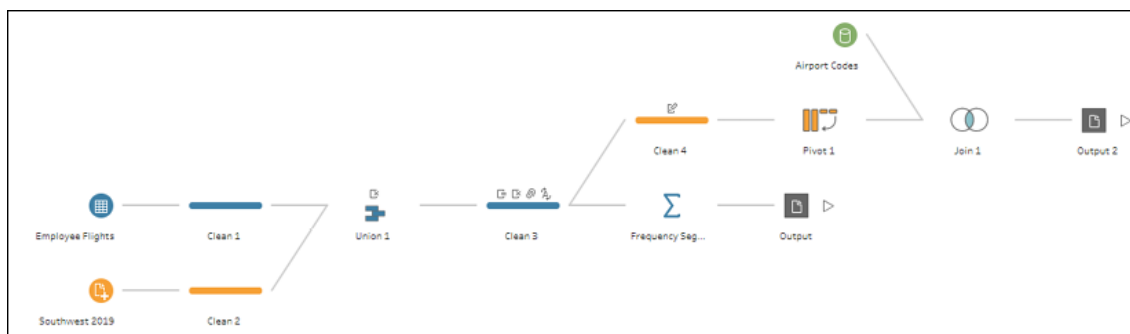 Airport Codes
Clean 4
Pivot 1
Join 1
Output 2
Employee Flights
Clean 1
Union 1
Clean 3
Frequency Seg...
Output
Southwest 2019
Clean 2